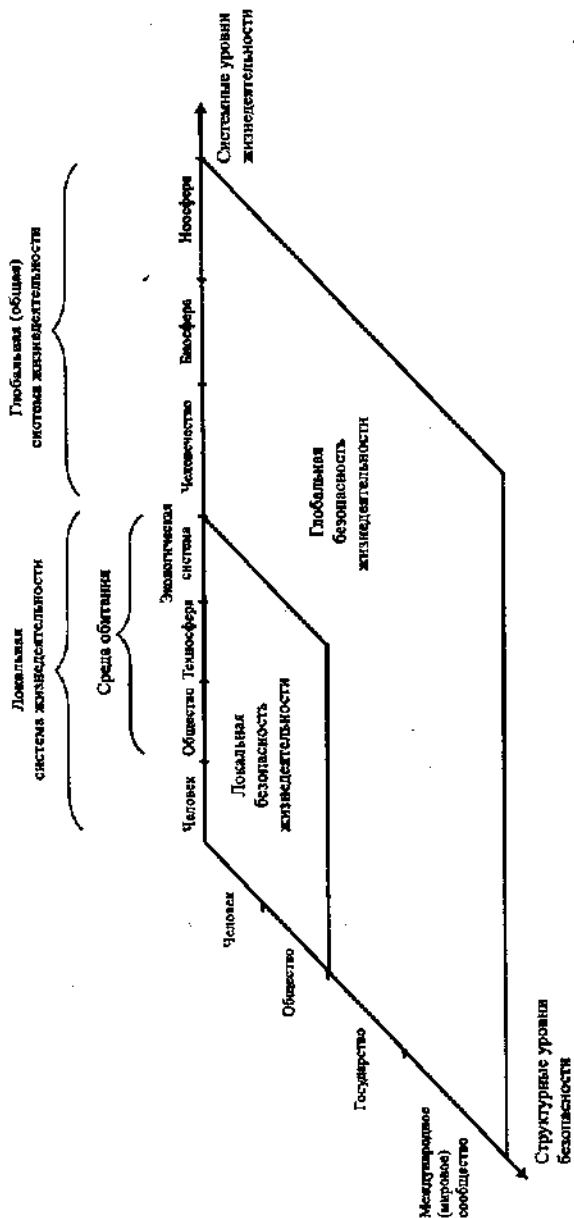 Глобальная (общая)
система жизнедеятельности
Локальная
система жизнедеятельности
Среда обитания
Экологическая
Человек
Общество
Техносфера
система
Человечество
Биосфера
Ноосфера
Системные уровни
жизнедеятельности
Человек
Общество
Государство
Международное
(мировое)
сообщество
Локальная
безопасность
жизнедеятельности
Глобальная
безопасность
жизнедеятельности
Структурные уровни
безопасности